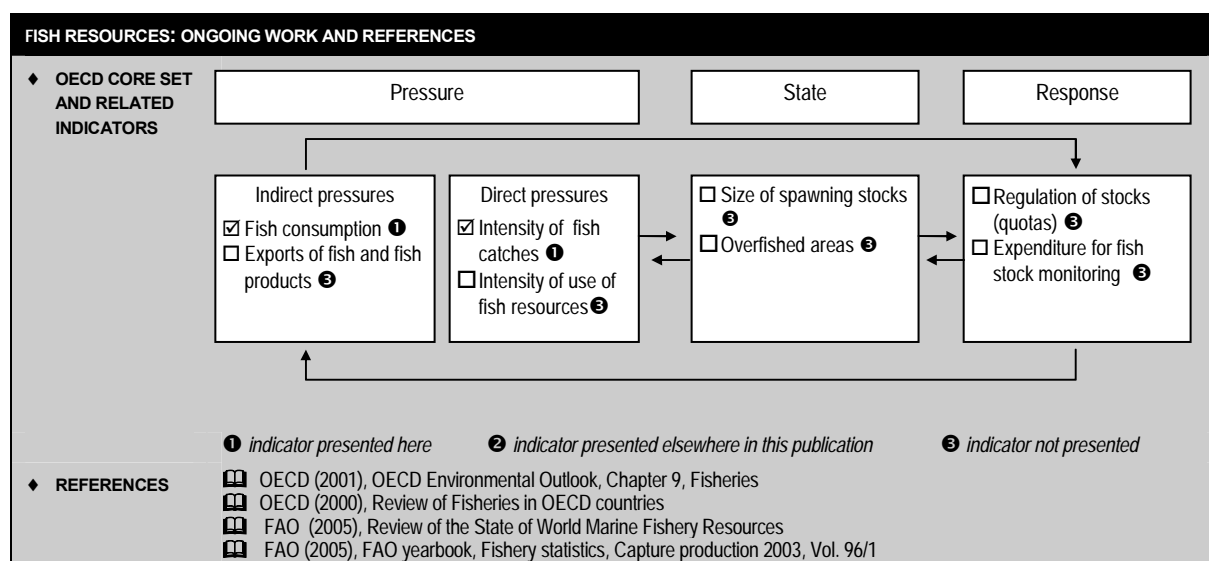 FISH RESOURCES: ONGOING WORK AND REFERENCES
♦ OECD CORE SET
AND RELATED
INDICATORS
Pressure
State
Response
Indirect pressures
☑ Fish consumption ❶
☐ Exports of fish and fish
products ❸
Direct pressures
☑ Intensity of fish
catches ❶
☐ Intensity of use of
fish resources❸
☐ Size of spawning stocks
❸
☐ Overfished areas ❸
☐ Regulation of stocks
(quotas) ❸
☐ Expenditure for fish
stock monitoring ❸
❶ indicator presented here ❷ indicator presented elsewhere in this publication ❸ indicator not presented
♦ REFERENCES
🕮 OECD (2001), OECD Environmental Outlook, Chapter 9, Fisheries
🕮 OECD (2000), Review of Fisheries in OECD countries
🕮 FAO (2005), Review of the State of World Marine Fishery Resources
🕮 FAO (2005), FAO yearbook, Fishery statistics, Capture production 2003, Vol. 96/1